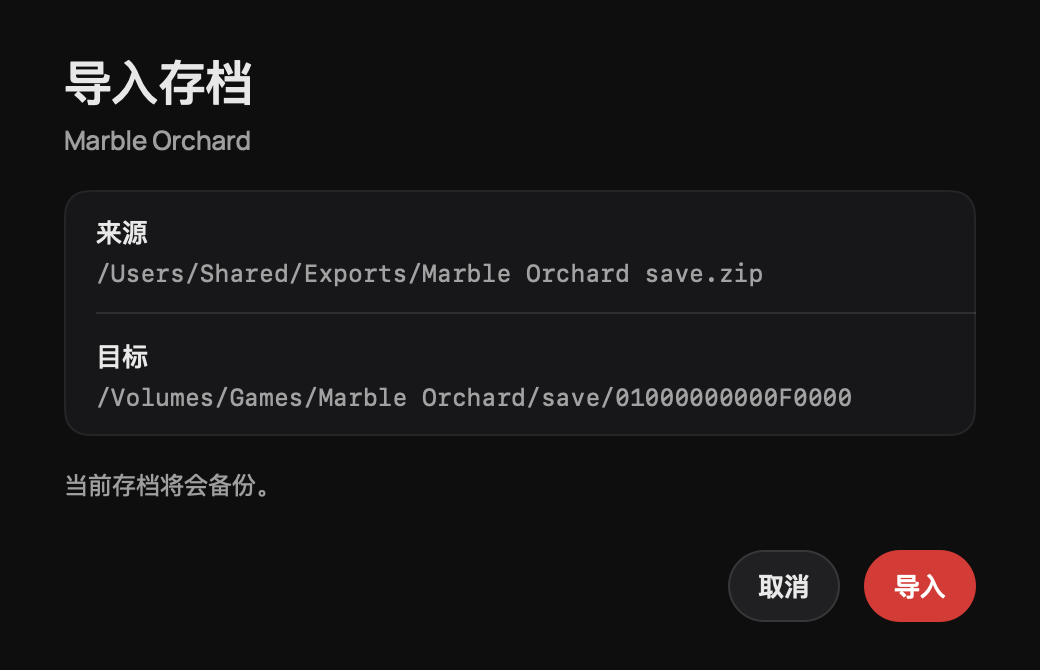 导入存档
Marble Orchard
来源
/Users/Shared/Exports/Marble Orchard save.zip
目标
/Volumes/Games/Marble Orchard/save/01000000000F0000
当前存档将会备份。
取消
导入